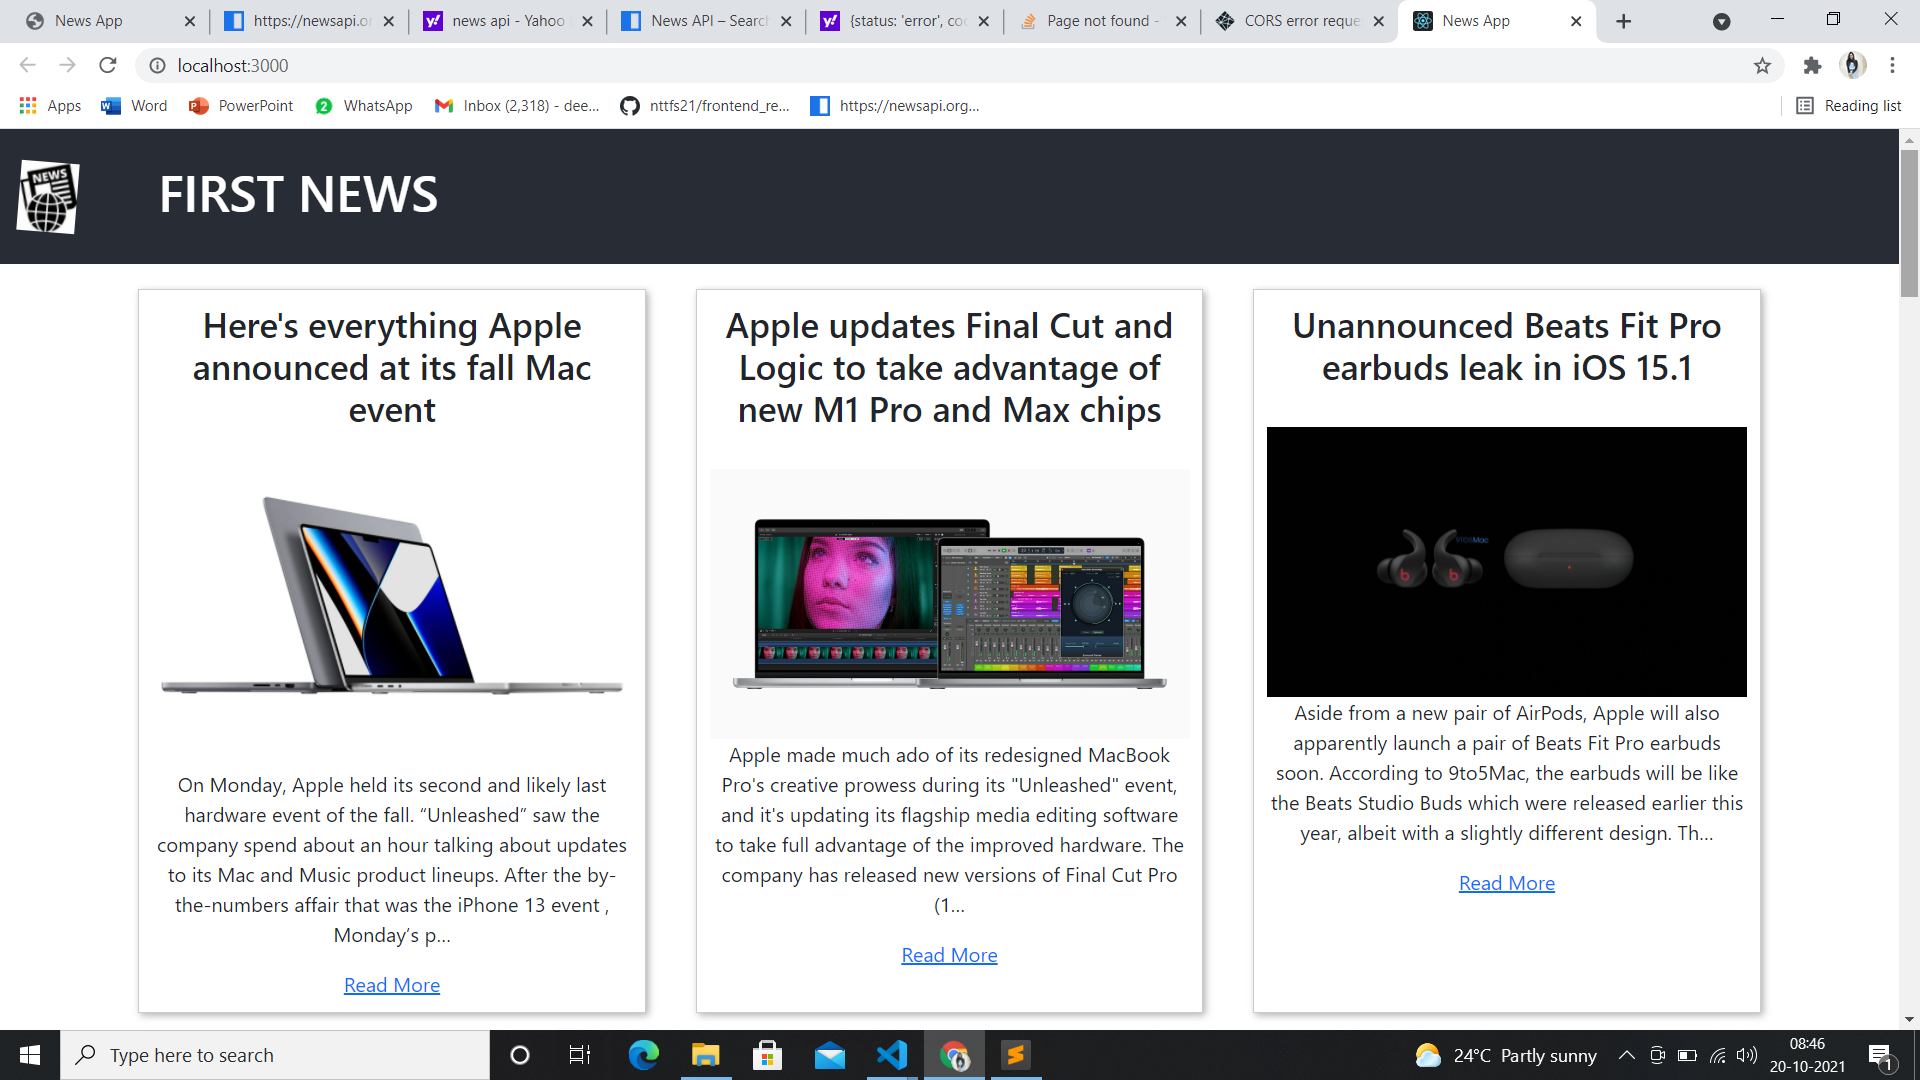 News App
https://newsapi.or
news api - Yahoo
News API – Search
{status: 'error', co
Page not found -
CORS error reque
News App
localhost:3000
Apps
Word
PowerPoint
WhatsApp
Inbox (2,318) - dee...
nttfs21/frontend_re...
https://newsapi.org...
Reading list
NEWS
FIRST NEWS
Here's everything Apple
announced at its fall Mac
event
On Monday, Apple held its second and likely last
hardware event of the fall. “Unleashed” saw the
company spend about an hour talking about updates
to its Mac and Music product lineups. After the by-
the-numbers affair that was the iPhone 13 event ,
Monday’s p…
Read More
Apple updates Final Cut and
Logic to take advantage of
new M1 Pro and Max chips
Apple made much ado of its redesigned MacBook
Pro's creative prowess during its "Unleashed" event,
and it's updating its flagship media editing software
to take full advantage of the improved hardware. The
company has released new versions of Final Cut Pro
(1…
Read More
Unannounced Beats Fit Pro
earbuds leak in iOS 15.1
9to5Mac
Aside from a new pair of AirPods, Apple will also
apparently launch a pair of Beats Fit Pro earbuds
soon. According to 9to5Mac, the earbuds will be like
the Beats Studio Buds which were released earlier this
year, albeit with a slightly different design. Th…
Read More
Type here to search
24°C Partly sunny
08:46
20-10-2021
1